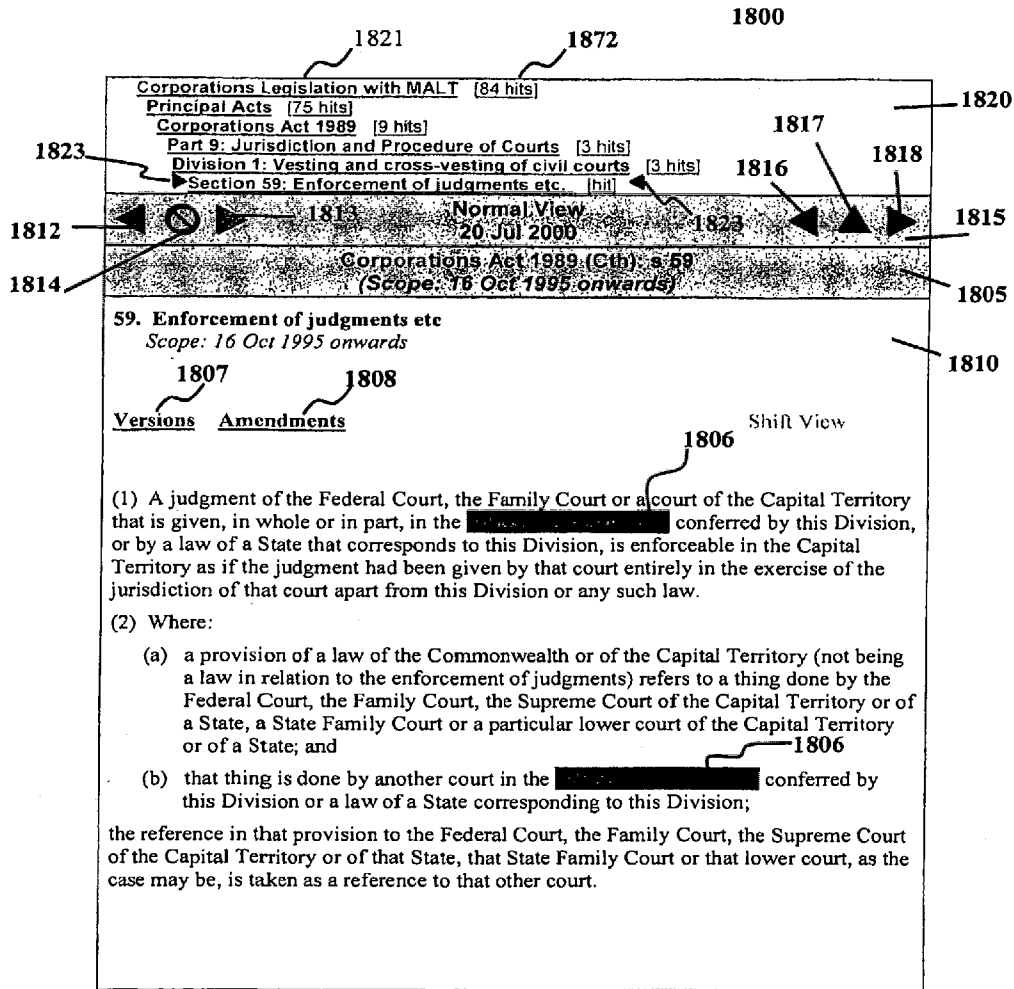 1800
1821 1872
Corporations Legislation with MALT [84 hits]
1820
Principal Acts [75 hits]
Corporations Act 1989 [9 hits]
1817
Part 9: Jurisdiction and Procedure of Courts [3 hits]
1823 1818
Division 1: Vesting and cross-vesting of civil courts [3 hits]
1816
Section 59: Enforcement of judgments etc. [hit]
1812 1813 Normal View 1823 1815
20 Jul 2000
1814 Corporations Act 1989 (Cth): s 59 1805
(Scope: 16 Oct 1995 onwards)
59. Enforcement of judgments etc
Scope: 16 Oct 1995 onwards
1810
1807 1808
Versions Amendments Shift View
1806
(1) A judgment of the Federal Court, the Family Court or a court of the Capital Territory
that is given, in whole or in part, in the conferred by this Division,
or by a law of a State that corresponds to this Division, is enforceable in the Capital
Territory as if the judgment had been given by that court entirely in the exercise of the
jurisdiction of that court apart from this Division or any such law.
(2) Where:
(a) a provision of a law of the Commonwealth or of the Capital Territory (not being
a law in relation to the enforcement of judgments) refers to a thing done by the
Federal Court, the Family Court, the Supreme Court of the Capital Territory or of
a State, a State Family Court or a particular lower court of the Capital Territory
or of a State; and
1806
(b) that thing is done by another court in the conferred by
this Division or a law of a State corresponding to this Division;
the reference in that provision to the Federal Court, the Family Court, the Supreme Court
of the Capital Territory or of that State, that State Family Court or that lower court, as the
case may be, is taken as a reference to that other court.